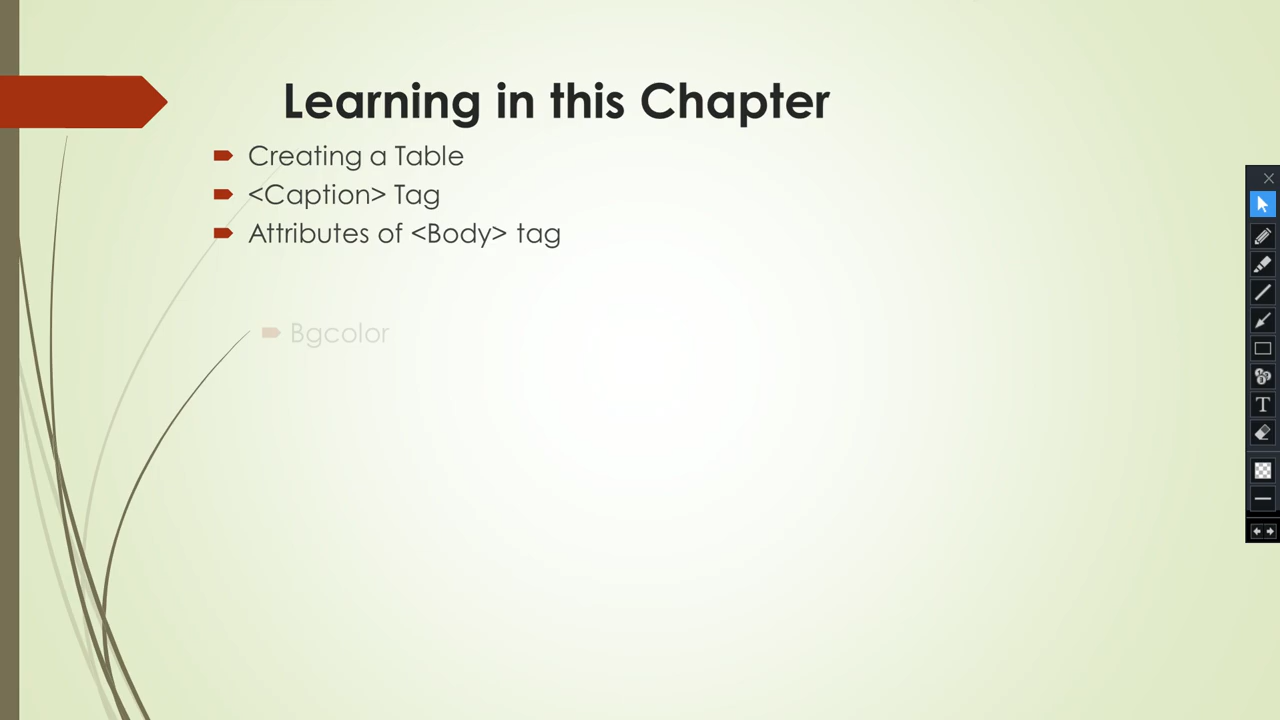 Learning in this Chapter
Creating a Table
<Caption> Tag
Attributes of <Body> tag
Bgcolor
T